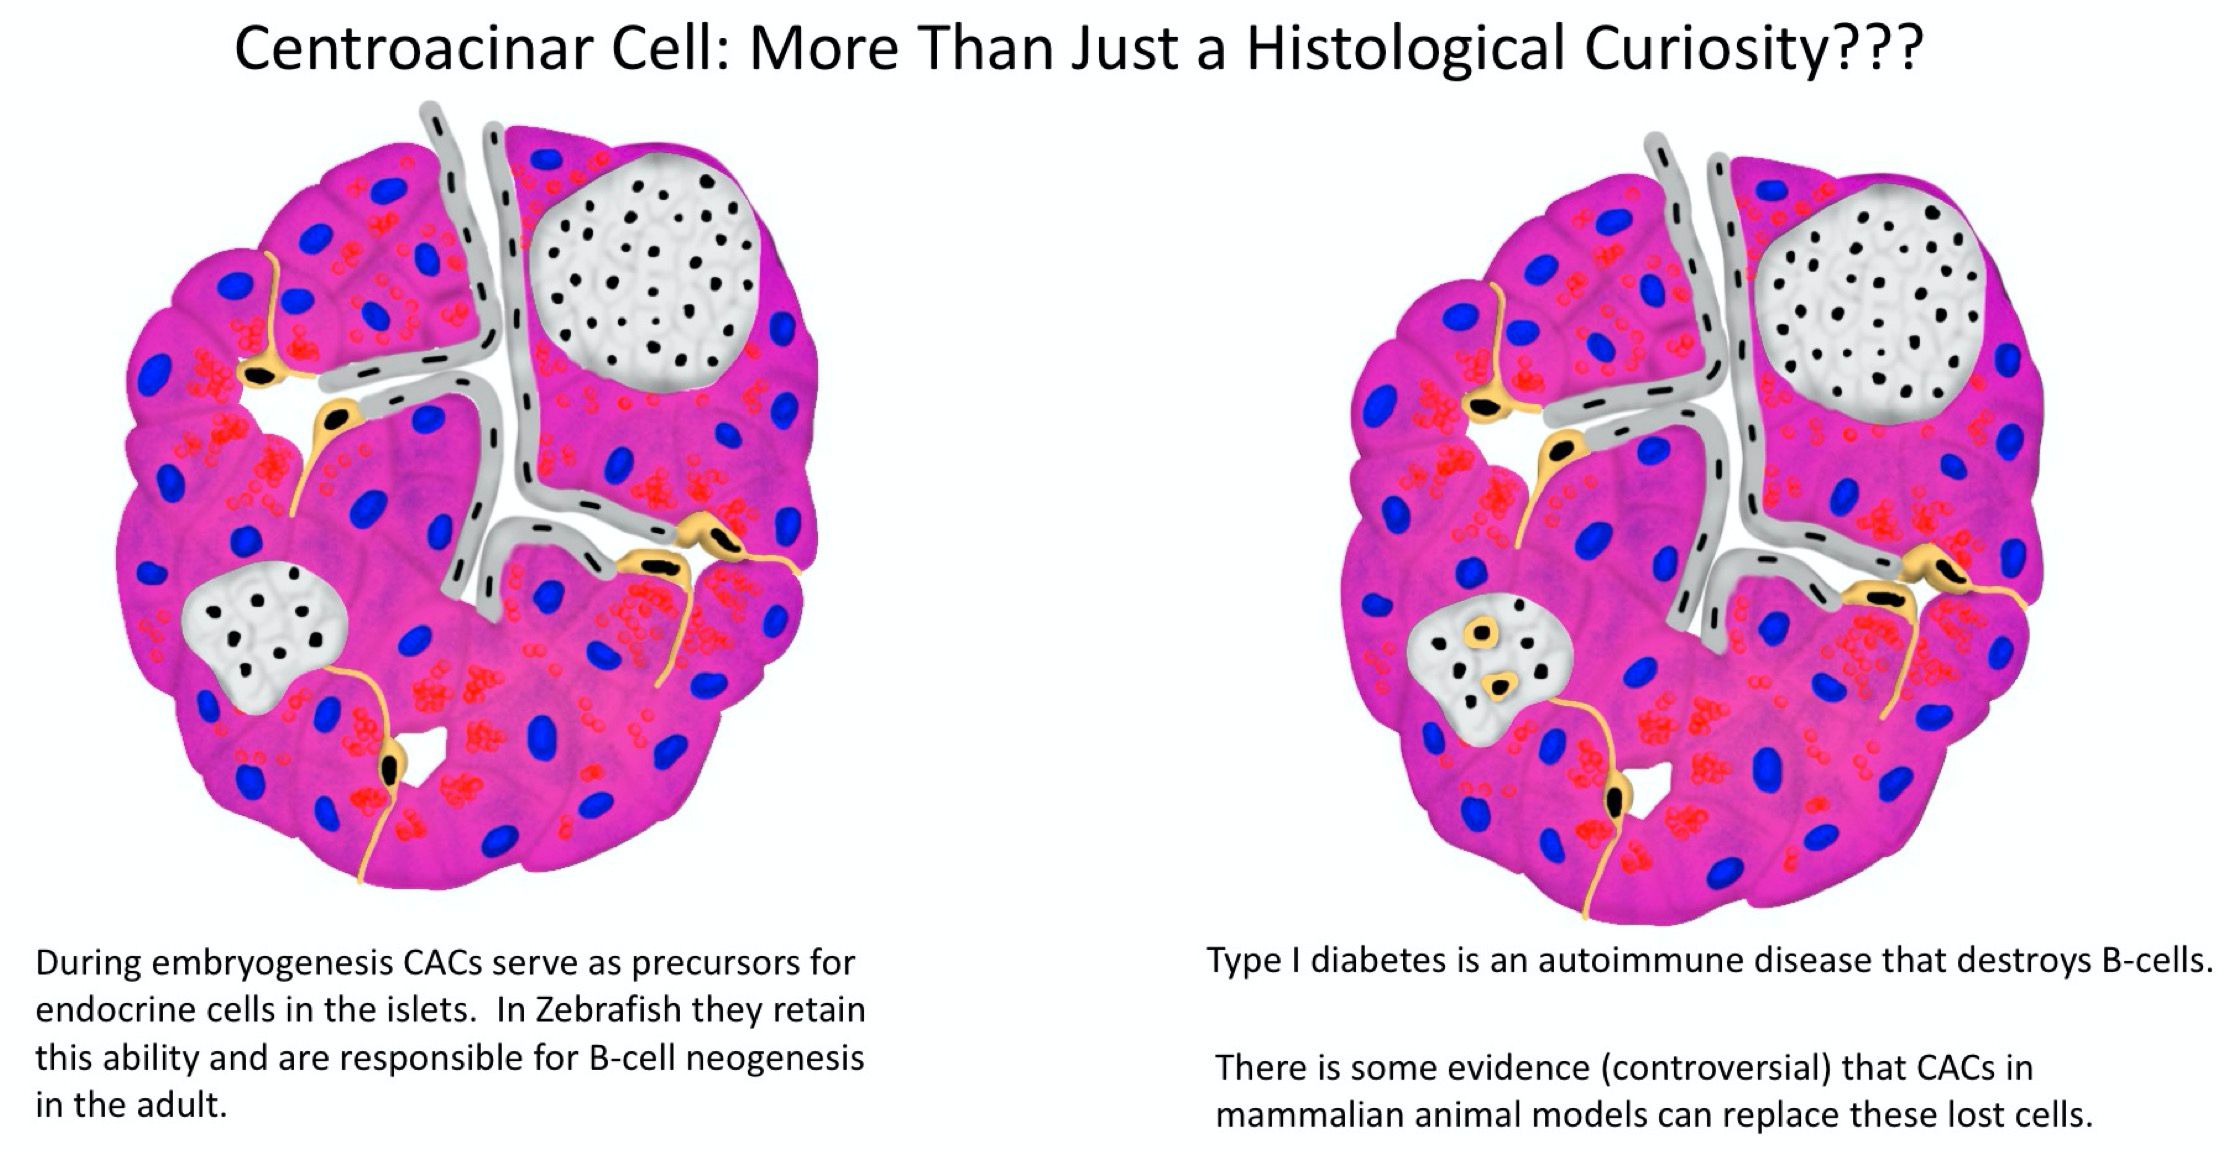 Centroacinar Cell: More Than Just a Histological Curiosity???
During embryogenesis CACs serve as precursors for
endocrine cells in the islets.  In Zebrafish they retain
this ability and are responsible for B-cell neogenesis
in the adult.
Type I diabetes is an autoimmune disease that destroys B-cells.
There is some evidence (controversial) that CACs in
mammalian animal models can replace these lost cells.